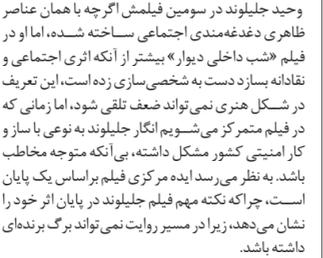 وحید جلیلوند در سومین فیلمش اگرچه با همان عناصر
ظاهری دغدغه‌مندی اجتماعی ساخته شده، اما او در
فیلم «شب داخلی دیوار» بیشتر از آنکه اثری اجتماعی و
نقادانه بسازد دست به شخصی‌سازی زده است، این تعریف
در شکل هنری نمی‌تواند ضعف تلقی شود، اما زمانی که
در فیلم متمرکز می‌شویم انگار جلیلوند به نوعی با ساز و
کار امنیتی کشور مشکل داشته، بی‌آنکه متوجه مخاطب
باشد. به نظر می‌رسد ایده مرکزی فیلم براساس یک پایان
است، چراکه نکته مهم فیلم جلیلوند در پایان اثر خود را
نشان می‌دهد، زیرا در مسیر روایت نمی‌تواند برگ برنده‌ای
داشته باشد.